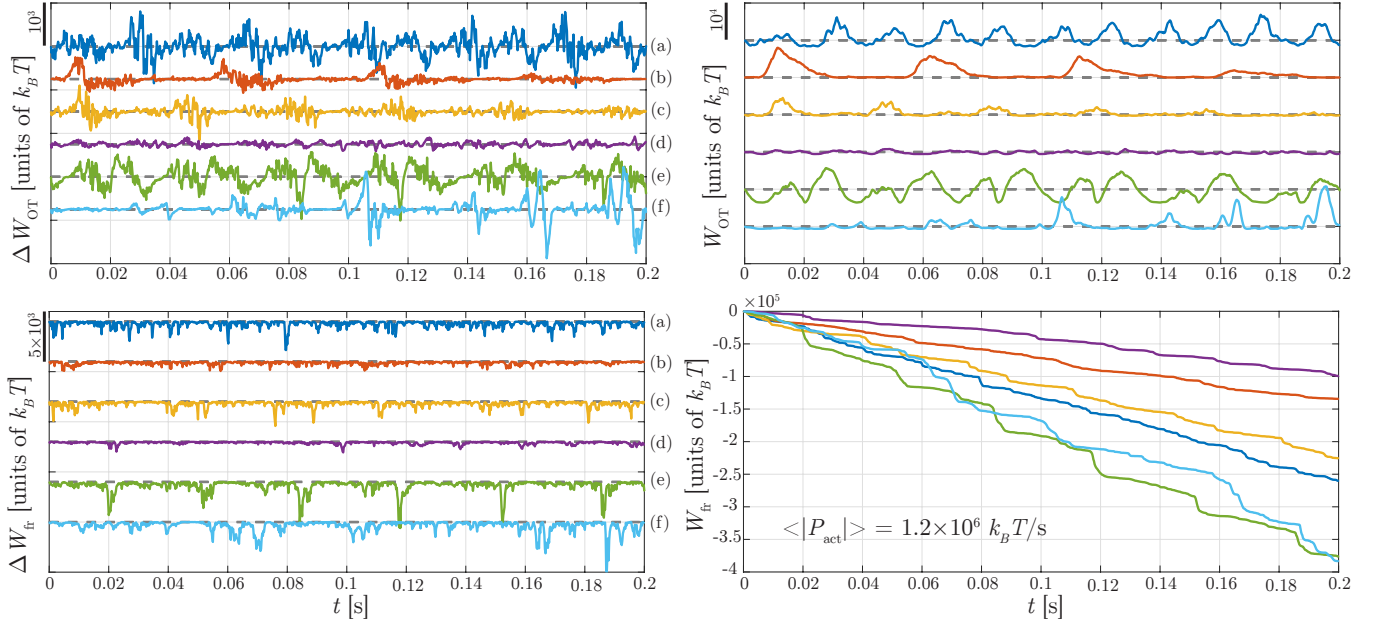 10³
(a)
(b)
(c)
(d)
(e)
(f)
Δ W_OT [units of k_B T]
0 0.02 0.04 0.06 0.08 0.1 0.12 0.14 0.16 0.18 0.2
10⁴
W_OT [units of k_B T]
0 0.02 0.04 0.06 0.08 0.1 0.12 0.14 0.16 0.18 0.2
5×10³
(a)
(b)
(c)
(d)
(e)
(f)
Δ W_fr [units of k_B T]
0 0.02 0.04 0.06 0.08 0.1 0.12 0.14 0.16 0.18 0.2
t [s]
×10⁵
0
-0.5
-1
-1.5
-2
-2.5
-3
-3.5
-4
W_fr [units of k_B T]
<|P_act|> = 1.2×10⁶ k_B T/s
0 0.02 0.04 0.06 0.08 0.1 0.12 0.14 0.16 0.18 0.2
t [s]